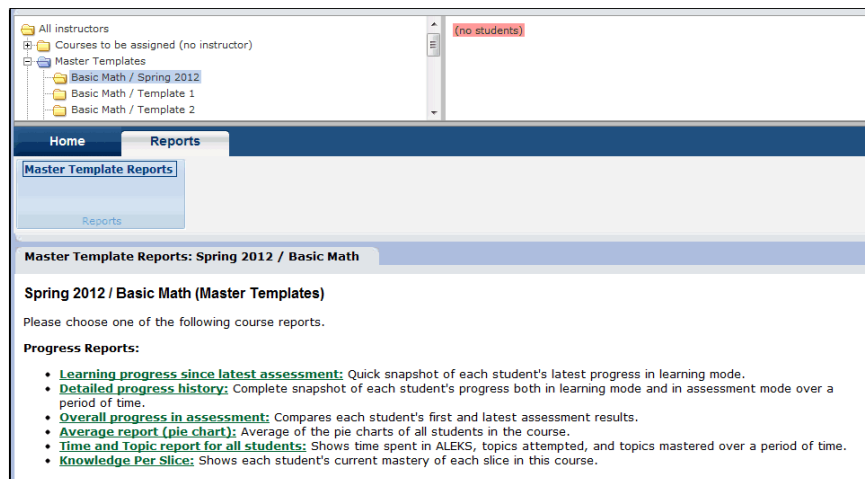 All instructors
Courses to be assigned (no instructor)
Master Templates
Basic Math / Spring 2012
Basic Math / Template 1
Basic Math / Template 2
(no students)
Home
Reports
Master Template Reports
Reports
Master Template Reports: Spring 2012 / Basic Math
Spring 2012 / Basic Math (Master Templates)
Please choose one of the following course reports.
Progress Reports:
• Learning progress since latest assessment: Quick snapshot of each student's latest progress in learning mode.
• Detailed progress history: Complete snapshot of each student's progress both in learning mode and in assessment mode over a
period of time.
• Overall progress in assessment: Compares each student's first and latest assessment results.
• Average report (pie chart): Average of the pie charts of all students in the course.
• Time and Topic report for all students: Shows time spent in ALEKS, topics attempted, and topics mastered over a period of time.
• Knowledge Per Slice: Shows each student's current mastery of each slice in this course.